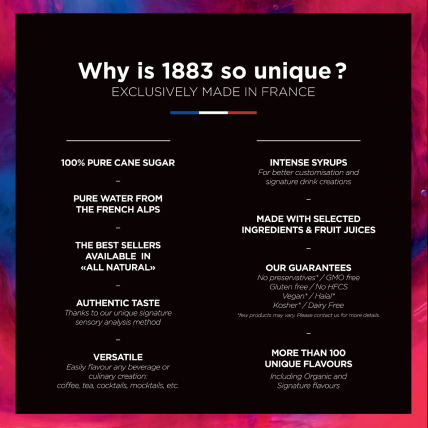 Why is 1883 so unique ?
EXCLUSIVELY MADE IN FRANCE
100% PURE CANE SUGAR
–
PURE WATER FROM
THE FRENCH ALPS
–
THE BEST SELLERS
AVAILABLE IN
«ALL NATURAL»
–
AUTHENTIC TASTE
Thanks to our unique signature
sensory analysis method
–
VERSATILE
Easily flavour any beverage or
culinary creation:
coffee, tea, cocktails, mocktails, etc.
INTENSE SYRUPS
For better customisation and
signature drink creations
–
MADE WITH SELECTED
INGREDIENTS & FRUIT JUICES
–
OUR GUARANTEES
No preservatives* / GMO free
Gluten free / No HFCS
Vegan* / Halal*
Kosher* / Dairy Free
*few products may vary. Please contact us for more details.
–
MORE THAN 100
UNIQUE FLAVOURS
Including Organic and
Signature flavours